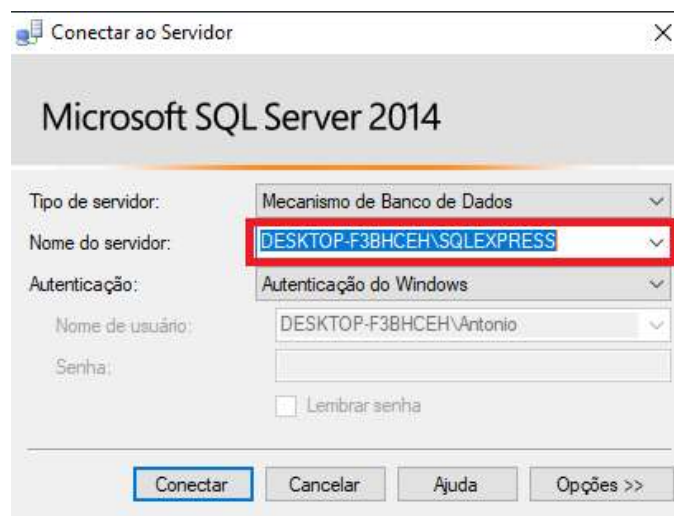 Conectar ao Servidor
Microsoft SQL Server 2014
Tipo de servidor: Mecanismo de Banco de Dados
Nome do servidor: DESKTOP-F3BHCEH\SQLEXPRESS
Autenticação: Autenticação do Windows
Nome de usuário: DESKTOP-F3BHCEH\Antonio
Senha:
Lembrar senha
Conectar Cancelar Ajuda Opções >>